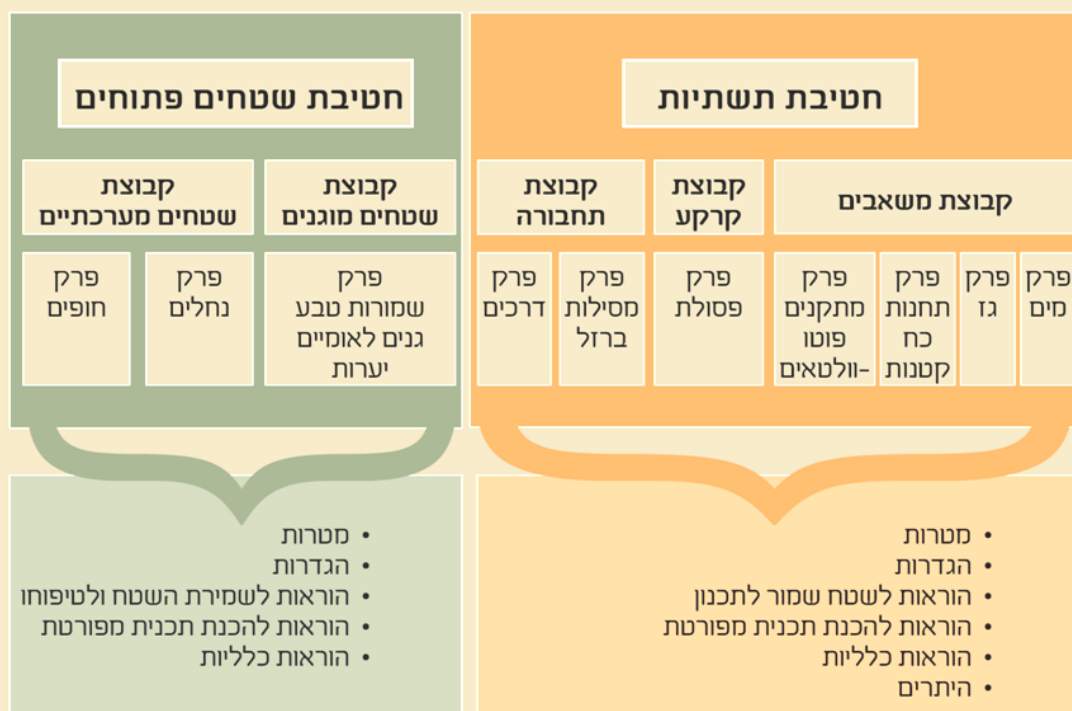 חטיבת תשתיות
קבוצת משאבים
קבוצת
קרקע
קבוצת
תחבורה
פרק
מים
פרק
גז
פרק
תחנות
כח
קטנות
פרק
מתקנים
פוטו
-וולטאים
פרק
פסולת
פרק
מסילות
ברזל
פרק
דרכים
• מטרות
• הגדרות
• הוראות לשטח שמור לתכנון
• הוראות להכנת תכנית מפורטת
• הוראות כלליות
• היתרים
חטיבת שטחים פתוחים
קבוצת
שטחים מוגנים
קבוצת
שטחים מערכתיים
פרק
שמורות טבע
גנים לאומיים
יערות
פרק
נחלים
פרק
חופים
• מטרות
• הגדרות
• הוראות לשמירת השטח ולטיפוחו
• הוראות להכנת תכנית מפורטת
• הוראות כלליות